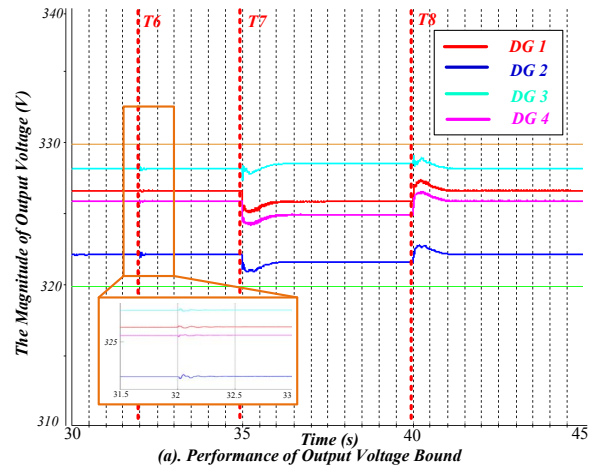 340
T6
T7
T8
DG 1
DG 2
DG 3
DG 4
The Magnitude of Output Voltage (V)
330
320
325
31.5
32
32.5
33
310
30
35
40
45
Time (s)
(a). Performance of Output Voltage Bound